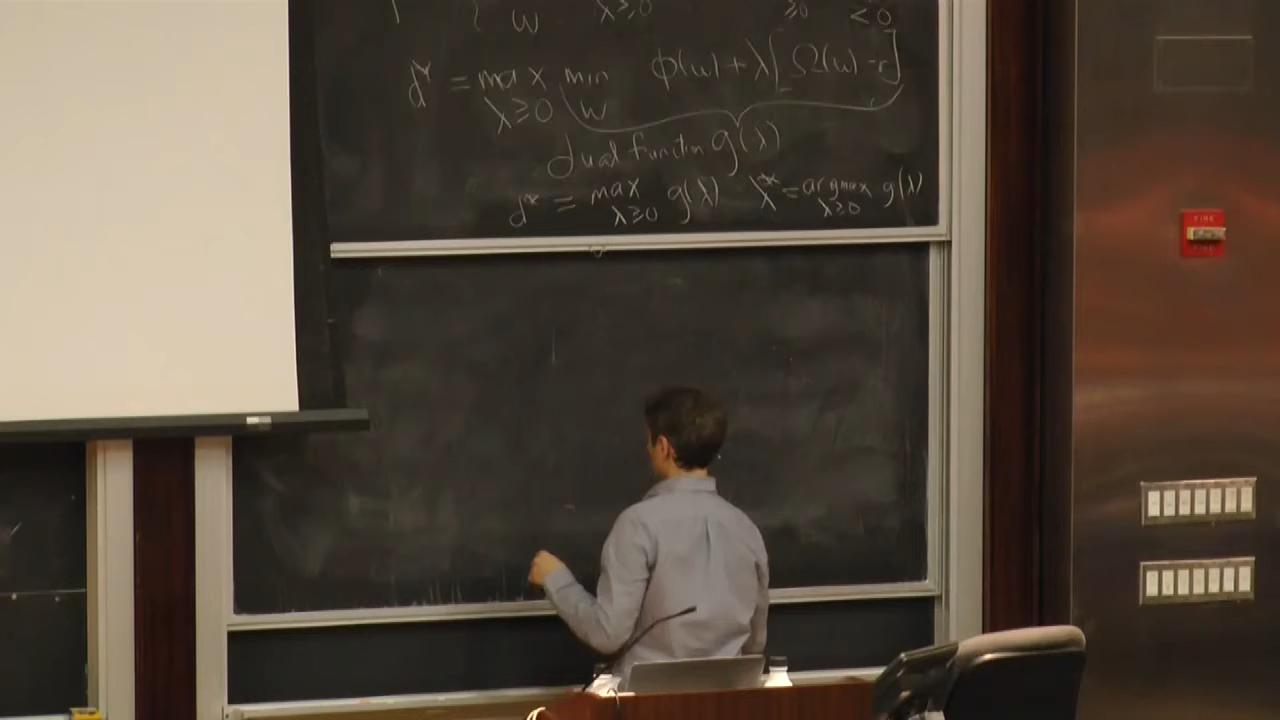 w λ≥0 ≥0 <0
d* = max min φ(w) + λ[Ω(w) - r]
λ≥0 w
dual function g(λ)
d* = max g(λ) λ* = argmax g(λ)
λ≥0 λ≥0
FIRE